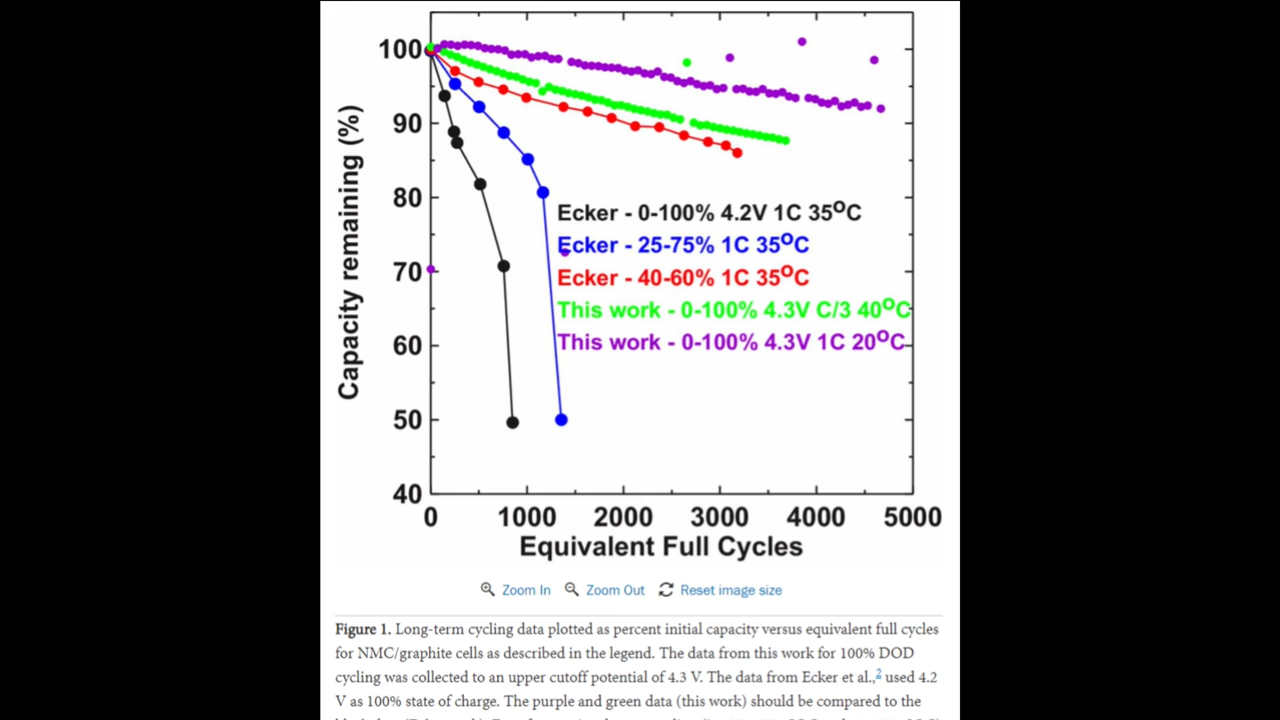 100
90
80
70
60
50
40
Capacity remaining (%)
Ecker - 0-100% 4.2V 1C 35ºC
Ecker - 25-75% 1C 35ºC
Ecker - 40-60% 1C 35ºC
This work - 0-100% 4.3V C/3 40ºC
This work - 0-100% 4.3V 1C 20ºC
0 1000 2000 3000 4000 5000
Equivalent Full Cycles
Zoom In Zoom Out Reset image size
Figure 1. Long-term cycling data plotted as percent initial capacity versus equivalent full cycles
for NMC/graphite cells as described in the legend. The data from this work for 100% DOD
cycling was collected to an upper cutoff potential of 4.3 V. The data from Ecker et al.,2 used 4.2
V as 100% state of charge. The purple and green data (this work) should be compared to the